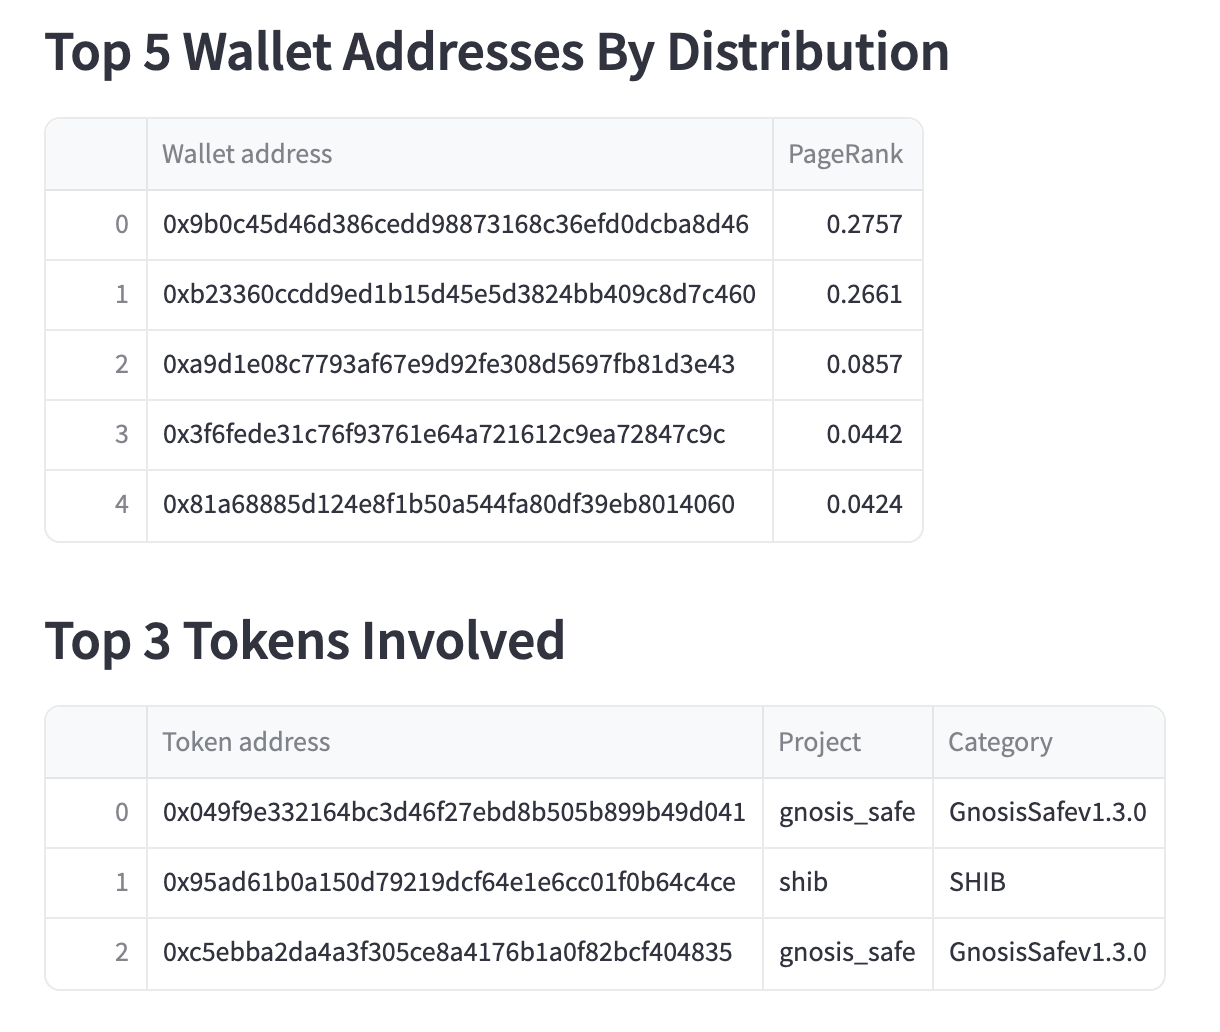 Top 5 Wallet Addresses By Distribution
Wallet address PageRank
0 0x9b0c45d46d386cedd98873168c36efd0dcba8d46 0.2757
1 0xb23360ccdd9ed1b15d45e5d3824bb409c8d7c460 0.2661
2 0xa9d1e08c7793af67e9d92fe308d5697fb81d3e43 0.0857
3 0x3f6fede31c76f93761e64a721612c9ea72847c9c 0.0442
4 0x81a68885d124e8f1b50a544fa80df39eb8014060 0.0424
Top 3 Tokens Involved
Token address Project Category
0 0x049f9e332164bc3d46f27ebd8b505b899b49d041 gnosis_safe GnosisSafev1.3.0
1 0x95ad61b0a150d79219dcf64e1e6cc01f0b64c4ce shib SHIB
2 0xc5ebba2da4a3f305ce8a4176b1a0f82bcf404835 gnosis_safe GnosisSafev1.3.0